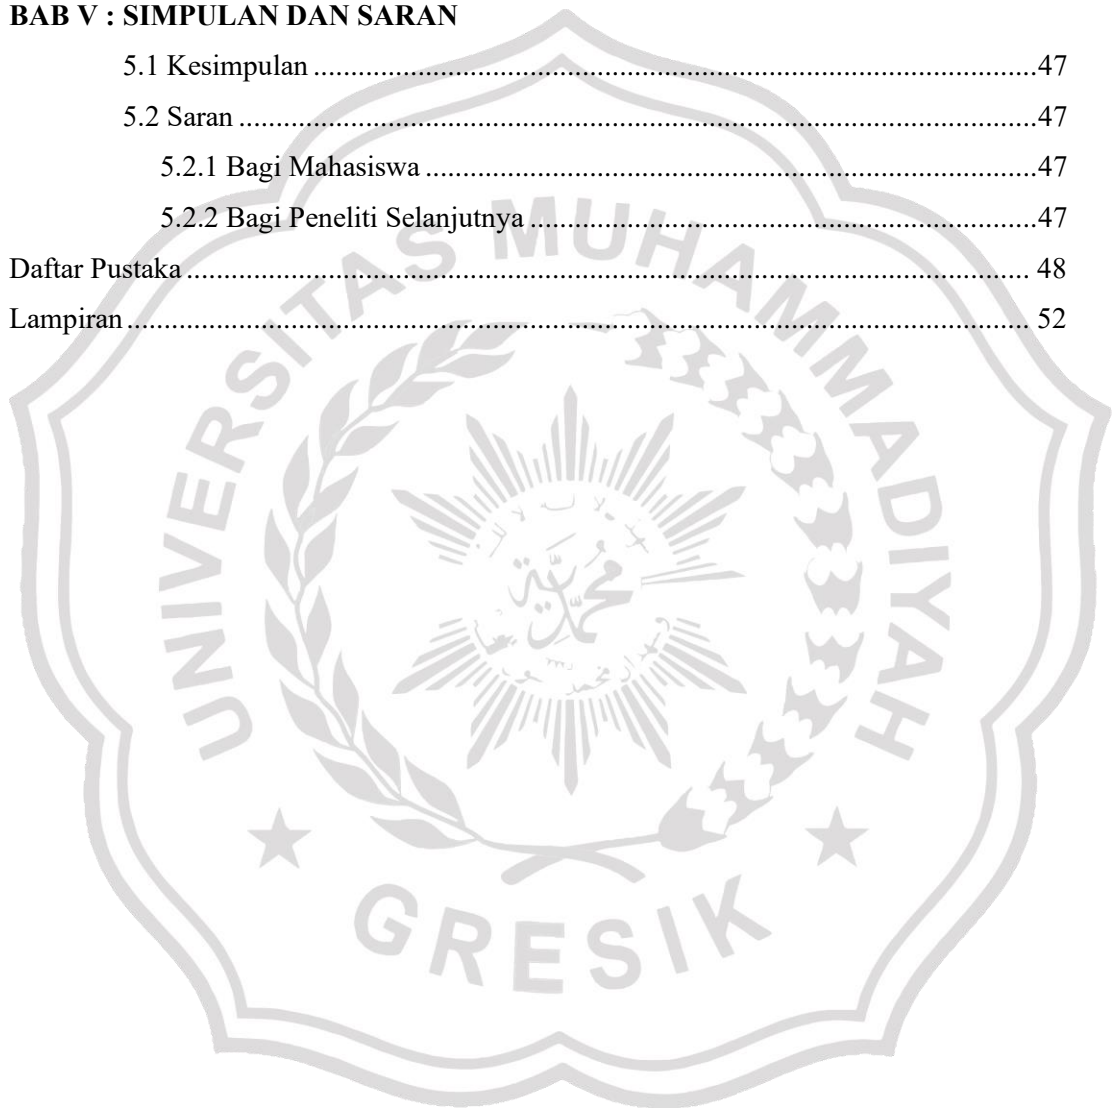 BAB V : SIMPULAN DAN SARAN
5.1 Kesimpulan ........................................................................................................47
5.2 Saran ..................................................................................................................47
5.2.1 Bagi Mahasiswa ........................................................................................47
5.2.2 Bagi Peneliti Selanjutnya .........................................................................47
Daftar Pustaka ........................................................................................................................ 48
Lampiran ................................................................................................................................ 52
UNIVERSITAS MUHAMMADIYAH
GRESIK